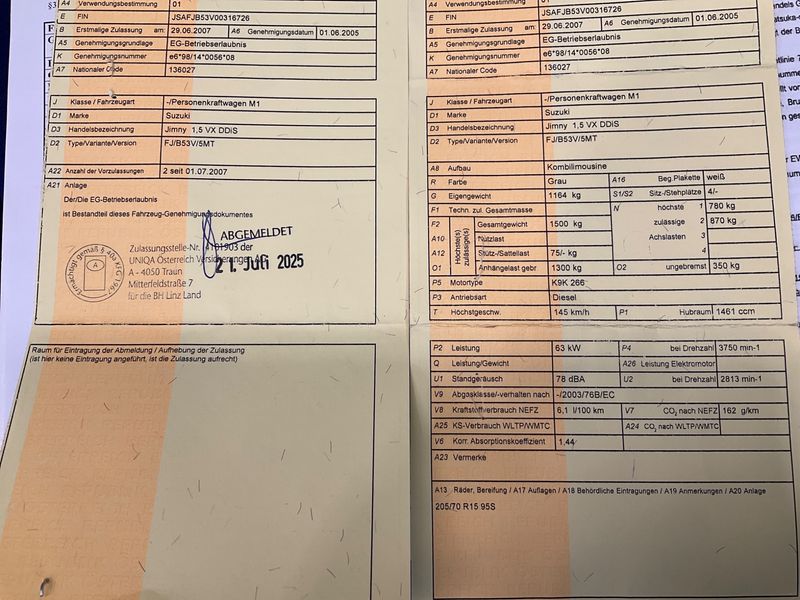 A4 Verwendungsbestimmung 01
E FIN JSAFJB53V00316726
B Erstmalige Zulassung am: 29.06.2007 A6 Genehmigungsdatum 01.06.2005
A5 Genehmigungsgrundlage EG-Betriebserlaubnis
K Genehmigungsnummer e6*98/14*0056*08
A7 Nationaler Code 136027
J Klasse / Fahrzeugart -/Personenkraftwagen M1
D1 Marke Suzuki
D3 Handelsbezeichnung Jimny 1,5 VX DDiS
D2 Type/Variante/Version FJ/B53V/5MT
A22 Anzahl der Vorzulassungen 2 seit 01.07.2007
A21 Anlage
Der/Die EG-Betriebserlaubnis
ist Bestandteil dieses Fahrzeug-Genehmigungsdokumentes
ABGEMELDET
21. Juli 2025
Zulassungsstelle-Nr. der
UNIQA Österreich Versicherungen AG
A - 4050 Traun
Mitterfeldstraße 7
für die BH Linz Land
Ermächtigt gemäß § 40a KFG 1967
Raum für Eintragung der Abmeldung / Aufhebung der Zulassung
(ist hier keine Eintragung angeführt, ist die Zulassung aufrecht)
A4 Verwendungsbestimmung 01
E FIN JSAFJB53V00316726
B Erstmalige Zulassung am: 29.06.2007 A6 Genehmigungsdatum 01.06.2005
A5 Genehmigungsgrundlage EG-Betriebserlaubnis
K Genehmigungsnummer e6*98/14*0056*08
A7 Nationaler Code 136027
J Klasse / Fahrzeugart -/Personenkraftwagen M1
D1 Marke Suzuki
D3 Handelsbezeichnung Jimny 1,5 VX DDiS
D2 Type/Variante/Version FJ/B53V/5MT
A8 Aufbau Kombilimousine
R Farbe Grau A16 Beg.Plakette weiß
G Eigengewicht 1164 kg S1/S2 Sitz-/Stehplätze 4/-
F1 Techn. zul. Gesamtmasse N höchste 1 780 kg
F2 Höchste(s) zulässige(s) Gesamtgewicht 1500 kg zulässige 2 870 kg
A10 Nutzlast Achslasten 3
A12 Stütz-/Sattellast 75/- kg 4
O1 Anhängelast gebr 1300 kg O2 ungebremst 350 kg
P5 Motortype K9K 266
P3 Antriebsart Diesel
T Höchstgeschw. 145 km/h P1 Hubraum 1461 ccm
P2 Leistung 63 kW P4 bei Drehzahl 3750 min-1
Q Leistung/Gewicht A26 Leistung Elektromotor
U1 Standgeräusch 78 dBA U2 bei Drehzahl 2813 min-1
V9 Abgasklasse/-verhalten nach -/2003/76B/EC
V8 Kraftstoffverbrauch NEFZ 6,1 l/100 km V7 CO2 nach NEFZ 162 g/km
A25 KS-Verbrauch WLTP/WMTC A24 CO2 nach WLTP/WMTC
V6 Korr. Absorptionskoeffizient 1,44
A23 Vermerke
A13 Räder, Bereifung / A17 Auflagen / A18 Behördliche Eintragungen / A19 Anmerkungen / A20 Anlage
205/70 R15 95S